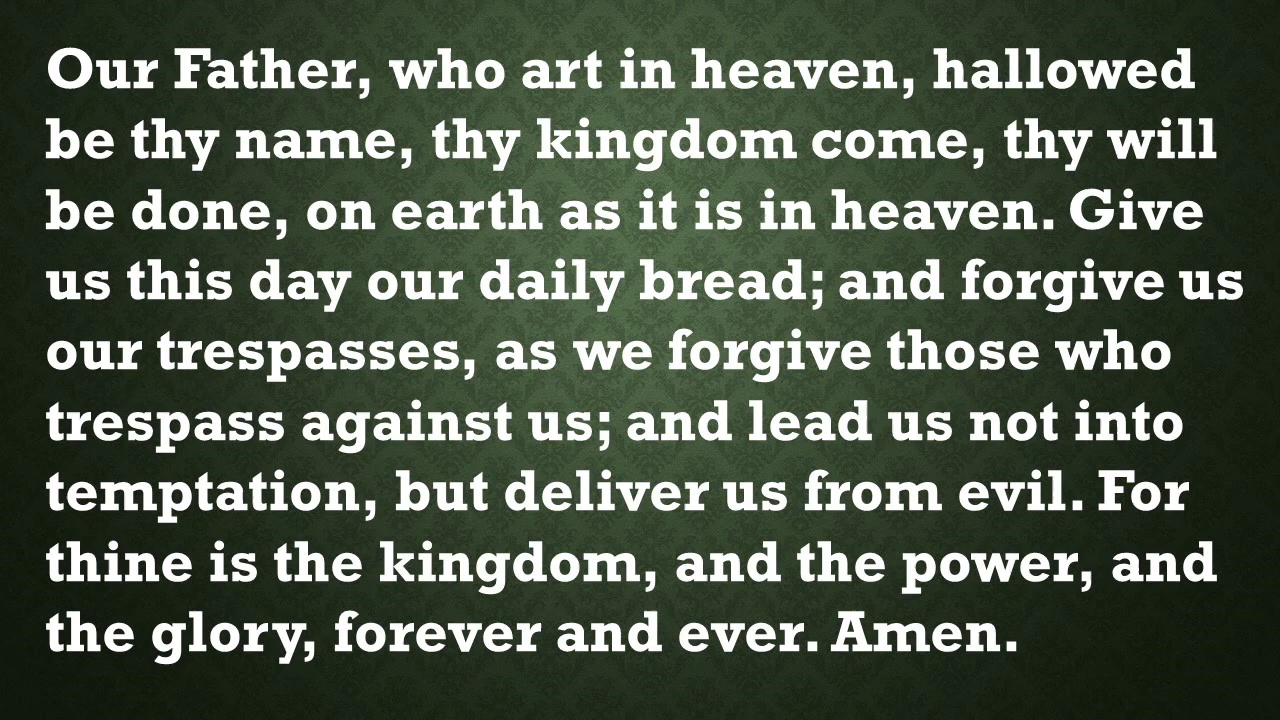 Our Father, who art in heaven, hallowed
be thy name, thy kingdom come, thy will
be done, on earth as it is in heaven. Give
us this day our daily bread; and forgive us
our trespasses, as we forgive those who
trespass against us; and lead us not into
temptation, but deliver us from evil. For
thine is the kingdom, and the power, and
the glory, forever and ever. Amen.